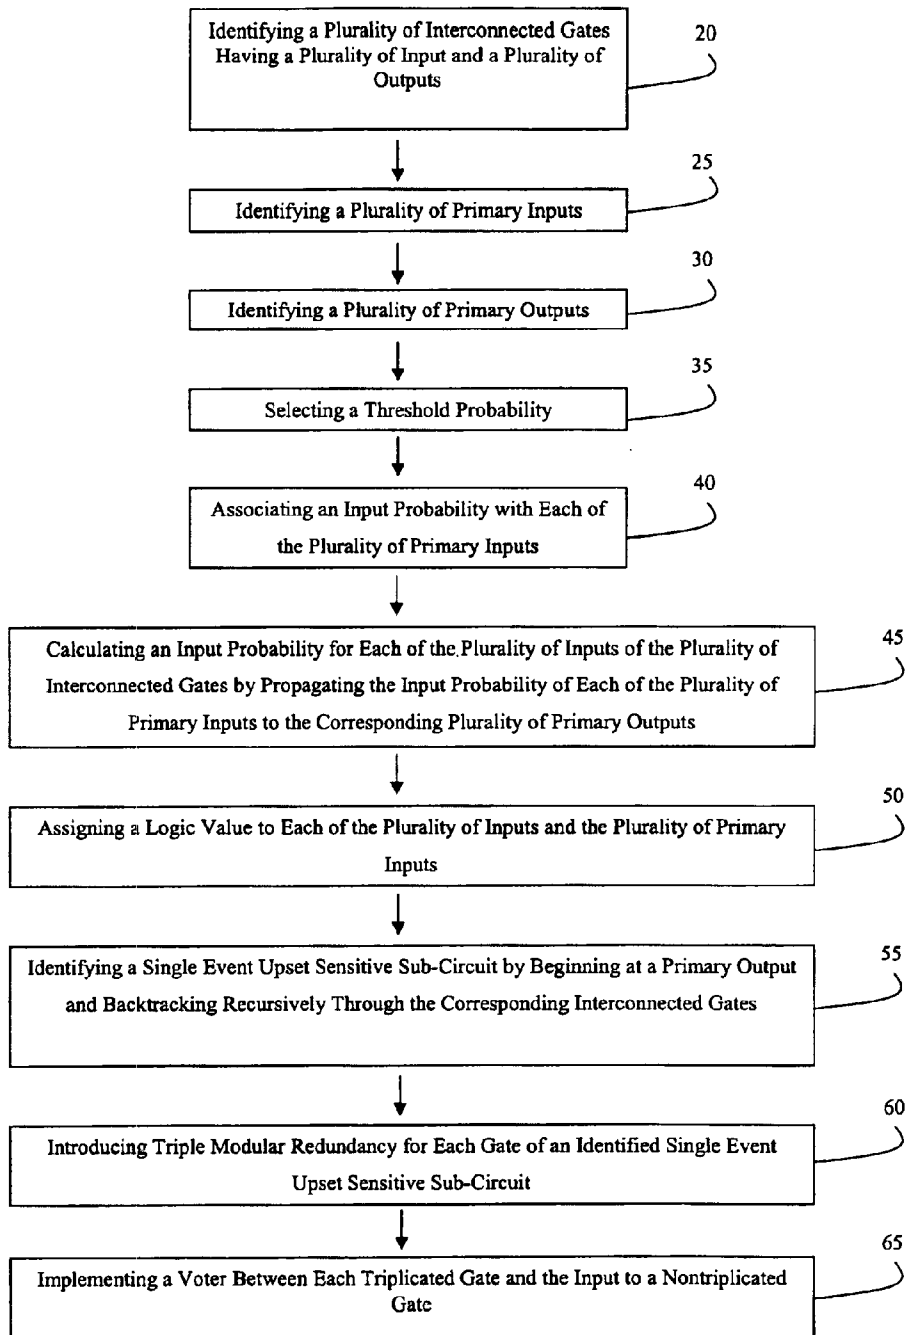 Identifying a Plurality of Interconnected Gates
Having a Plurality of Input and a Plurality of
Outputs
20
25
Identifying a Plurality of Primary Inputs
30
Identifying a Plurality of Primary Outputs
35
Selecting a Threshold Probability
40
Associating an Input Probability with Each of
the Plurality of Primary Inputs
45
Calculating an Input Probability for Each of the Plurality of Inputs of the Plurality of
Interconnected Gates by Propagating the Input Probability of Each of the Plurality of
Primary Inputs to the Corresponding Plurality of Primary Outputs
50
Assigning a Logic Value to Each of the Plurality of Inputs and the Plurality of Primary
Inputs
55
Identifying a Single Event Upset Sensitive Sub-Circuit by Beginning at a Primary Output
and Backtracking Recursively Through the Corresponding Interconnected Gates
60
Introducing Triple Modular Redundancy for Each Gate of an Identified Single Event
Upset Sensitive Sub-Circuit
65
Implementing a Voter Between Each Triplicated Gate and the Input to a Nontriplicated
Gate